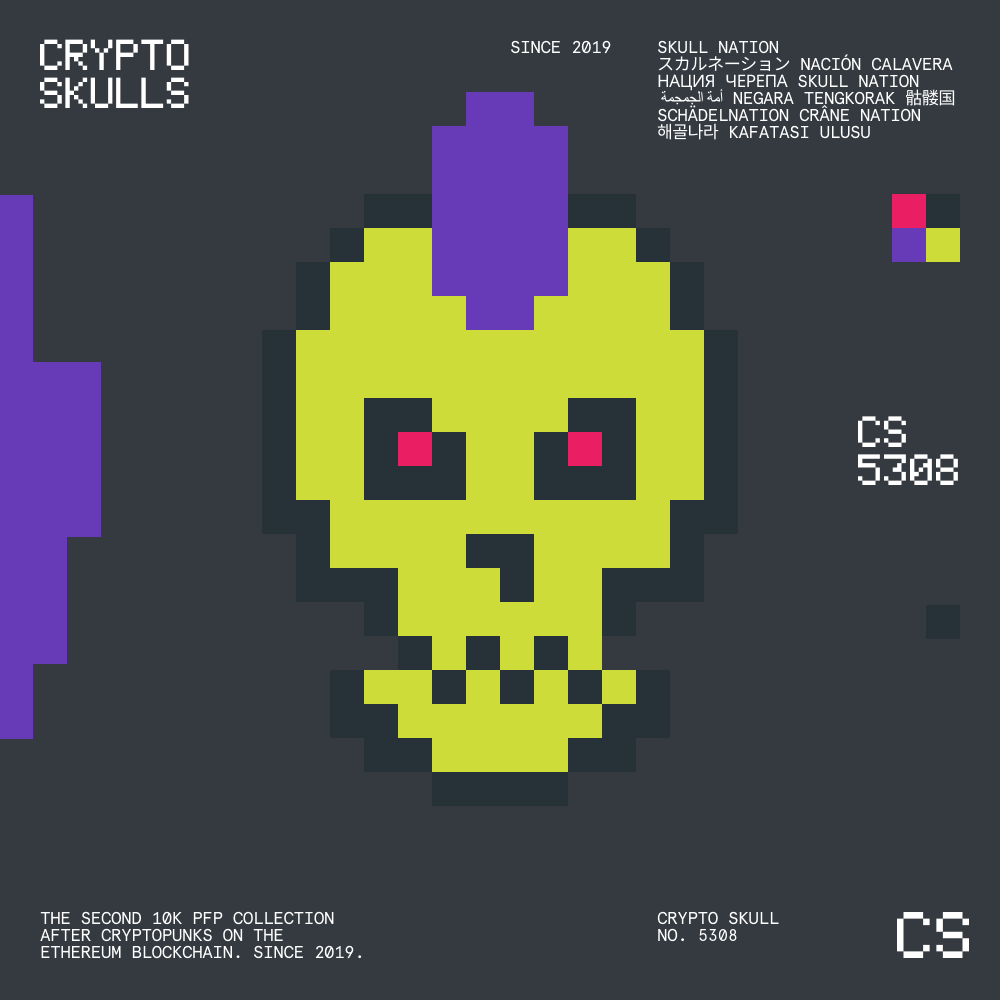 CRYPTO
SKULLS
SINCE 2019
SKULL NATION
スカルネーション NACIÓN CALAVERA
НАЦИЯ ЧЕРЕПА SKULL NATION
أمة الجمجمة NEGARA TENGKORAK 骷髅国
SCHÄDELNATION CRÂNE NATION
해골나라 KAFATASI ULUSU
CS
5308
THE SECOND 10K PFP COLLECTION
AFTER CRYPTOPUNKS ON THE
ETHEREUM BLOCKCHAIN. SINCE 2019.
CRYPTO SKULL
NO. 5308
CS